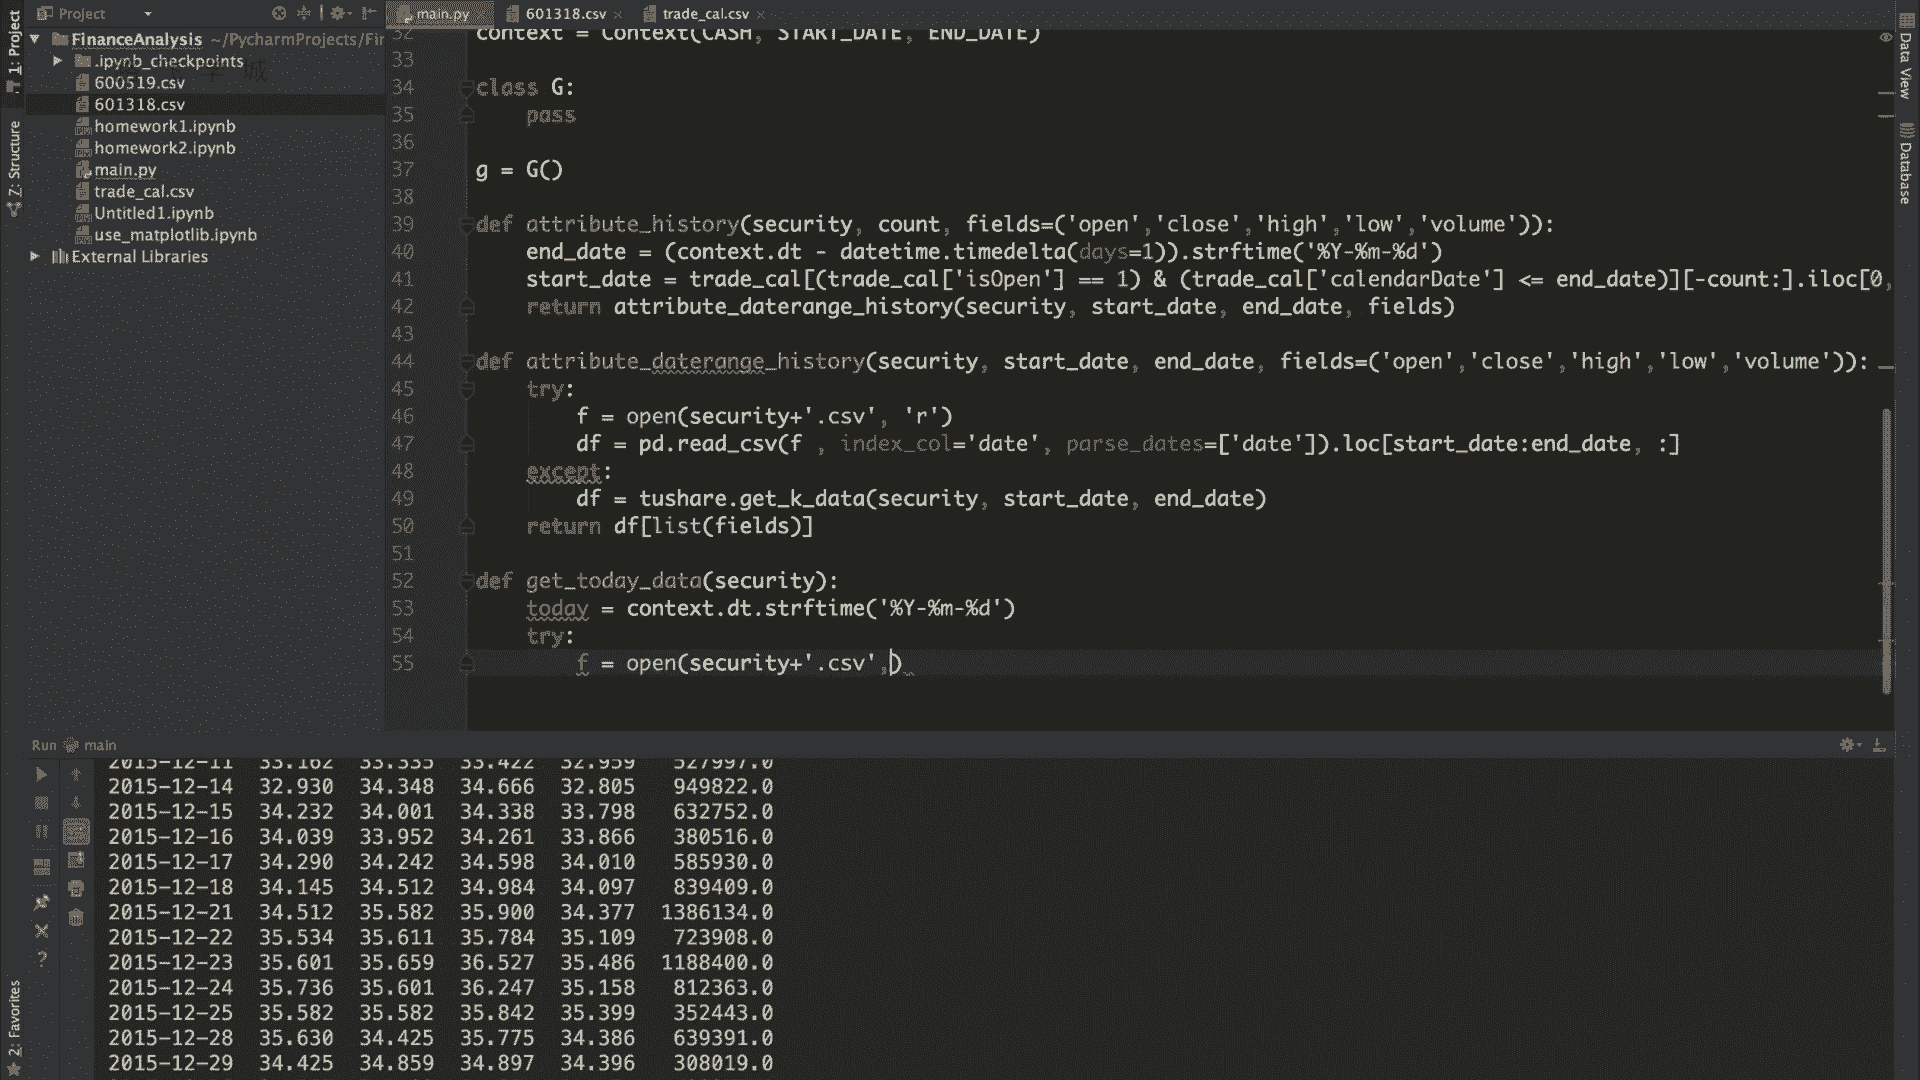 Project
main.py
601318.csv
trade_cal.csv
1: Project
FinanceAnalysis ~/PycharmProjects/Fir
.ipynb_checkpoints
学城
600519.csv
601318.csv
homework1.ipynb
homework2.ipynb
main.py
trade_cal.csv
Untitled1.ipynb
use_matplotlib.ipynb
External Libraries
Z: Structure
2: Favorites
Data View
Database
32 context = Context(CASH, START_DATE, END_DATE)
33
34 class G:
35 pass
36
37 g = G()
38
39 def attribute_history(security, count, fields=('open','close','high','low','volume')):
40 end_date = (context.dt - datetime.timedelta(days=1)).strftime('%Y-%m-%d')
41 start_date = trade_cal[(trade_cal['isOpen'] == 1) & (trade_cal['calendarDate'] <= end_date)][-count:].iloc[0,
42 return attribute_daterange_history(security, start_date, end_date, fields)
43
44 def attribute_daterange_history(security, start_date, end_date, fields=('open','close','high','low','volume')):
45 try:
46 f = open(security+'.csv', 'r')
47 df = pd.read_csv(f , index_col='date', parse_dates=['date']).loc[start_date:end_date, :]
48 except:
49 df = tushare.get_k_data(security, start_date, end_date)
50 return df[list(fields)]
51
52 def get_today_data(security):
53 today = context.dt.strftime('%Y-%m-%d')
54 try:
55 f = open(security+'.csv',)
Run main
2015-12-11 33.162 33.335 33.422 32.959 527997.0
2015-12-14 32.930 34.348 34.666 32.805 949822.0
2015-12-15 34.232 34.001 34.338 33.798 632752.0
2015-12-16 34.039 33.952 34.261 33.866 380516.0
2015-12-17 34.290 34.242 34.598 34.010 585930.0
2015-12-18 34.145 34.512 34.984 34.097 839409.0
2015-12-21 34.512 35.582 35.900 34.377 1386134.0
2015-12-22 35.534 35.611 35.784 35.109 723908.0
2015-12-23 35.601 35.659 36.527 35.486 1188400.0
2015-12-24 35.736 35.601 36.247 35.158 812363.0
2015-12-25 35.582 35.582 35.842 35.399 352443.0
2015-12-28 35.630 34.425 35.775 34.386 639391.0
2015-12-29 34.425 34.859 34.897 34.396 308019.0